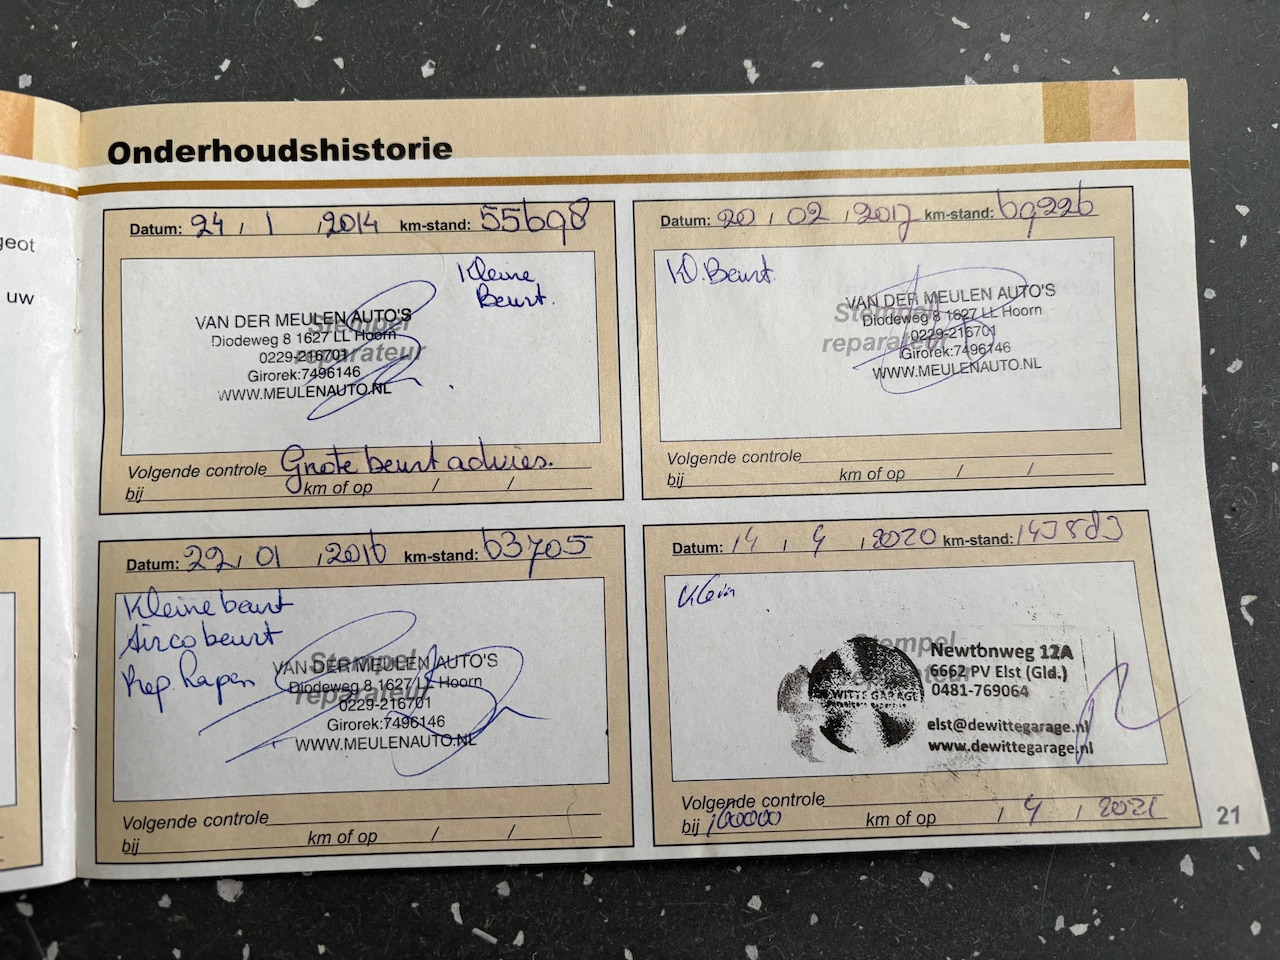 geot
uw
Onderhoudshistorie
Datum: 24 / 1 / 2014 km-stand: 55698
Kleine
Beurt.
Stempel
reparateur
VAN DER MEULEN AUTO'S
Diodeweg 8 1627 LL Hoorn
0229-216701
Girorek:7496146
WWW.MEULENAUTO.NL
Volgende controle Grote beurt advies.
bij km of op / /
Datum: 20 / 02 / 2017 km-stand: 69226
Kl. Beurt.
Stempel
reparateur
VAN DER MEULEN AUTO'S
Diodeweg 8 1627 LL Hoorn
0229-216701
Girorek:7496146
WWW.MEULENAUTO.NL
Volgende controle
bij km of op / /
Datum: 22 / 01 / 2016 km-stand: 63705
Kleine beurt
Airco beurt
Rep.
Stempel
reparateur
VAN DER MEULEN AUTO'S
Diodeweg 8 1627 LL Hoorn
0229-216701
Girorek:7496146
WWW.MEULENAUTO.NL
Volgende controle
bij km of op / /
Datum: 14 / 4 / 2020 km-stand:
Klein
Stempel
WITTE GARAGE
Newtonweg 12A
6662 PV Elst (Gld.)
0481-769064
elst@dewittegarage.nl
www.dewittegarage.nl
Volgende controle
bij km of op / 4 / 2021
21